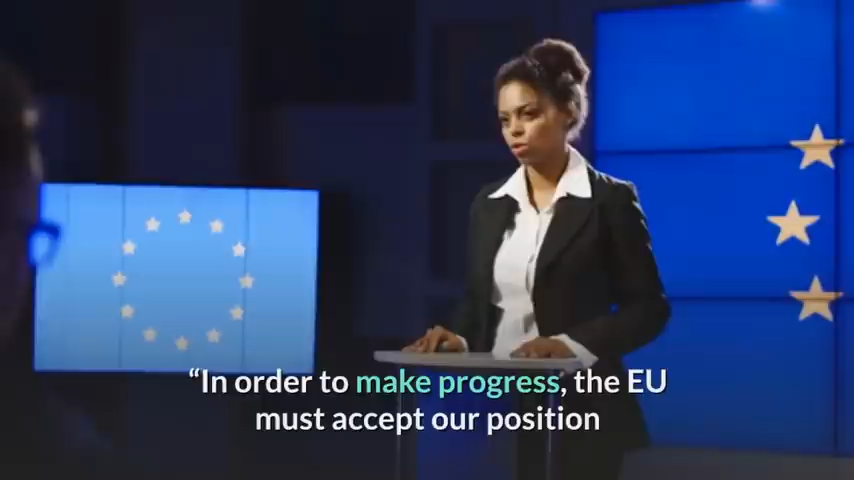 “In order to make progress, the EU
must accept our position